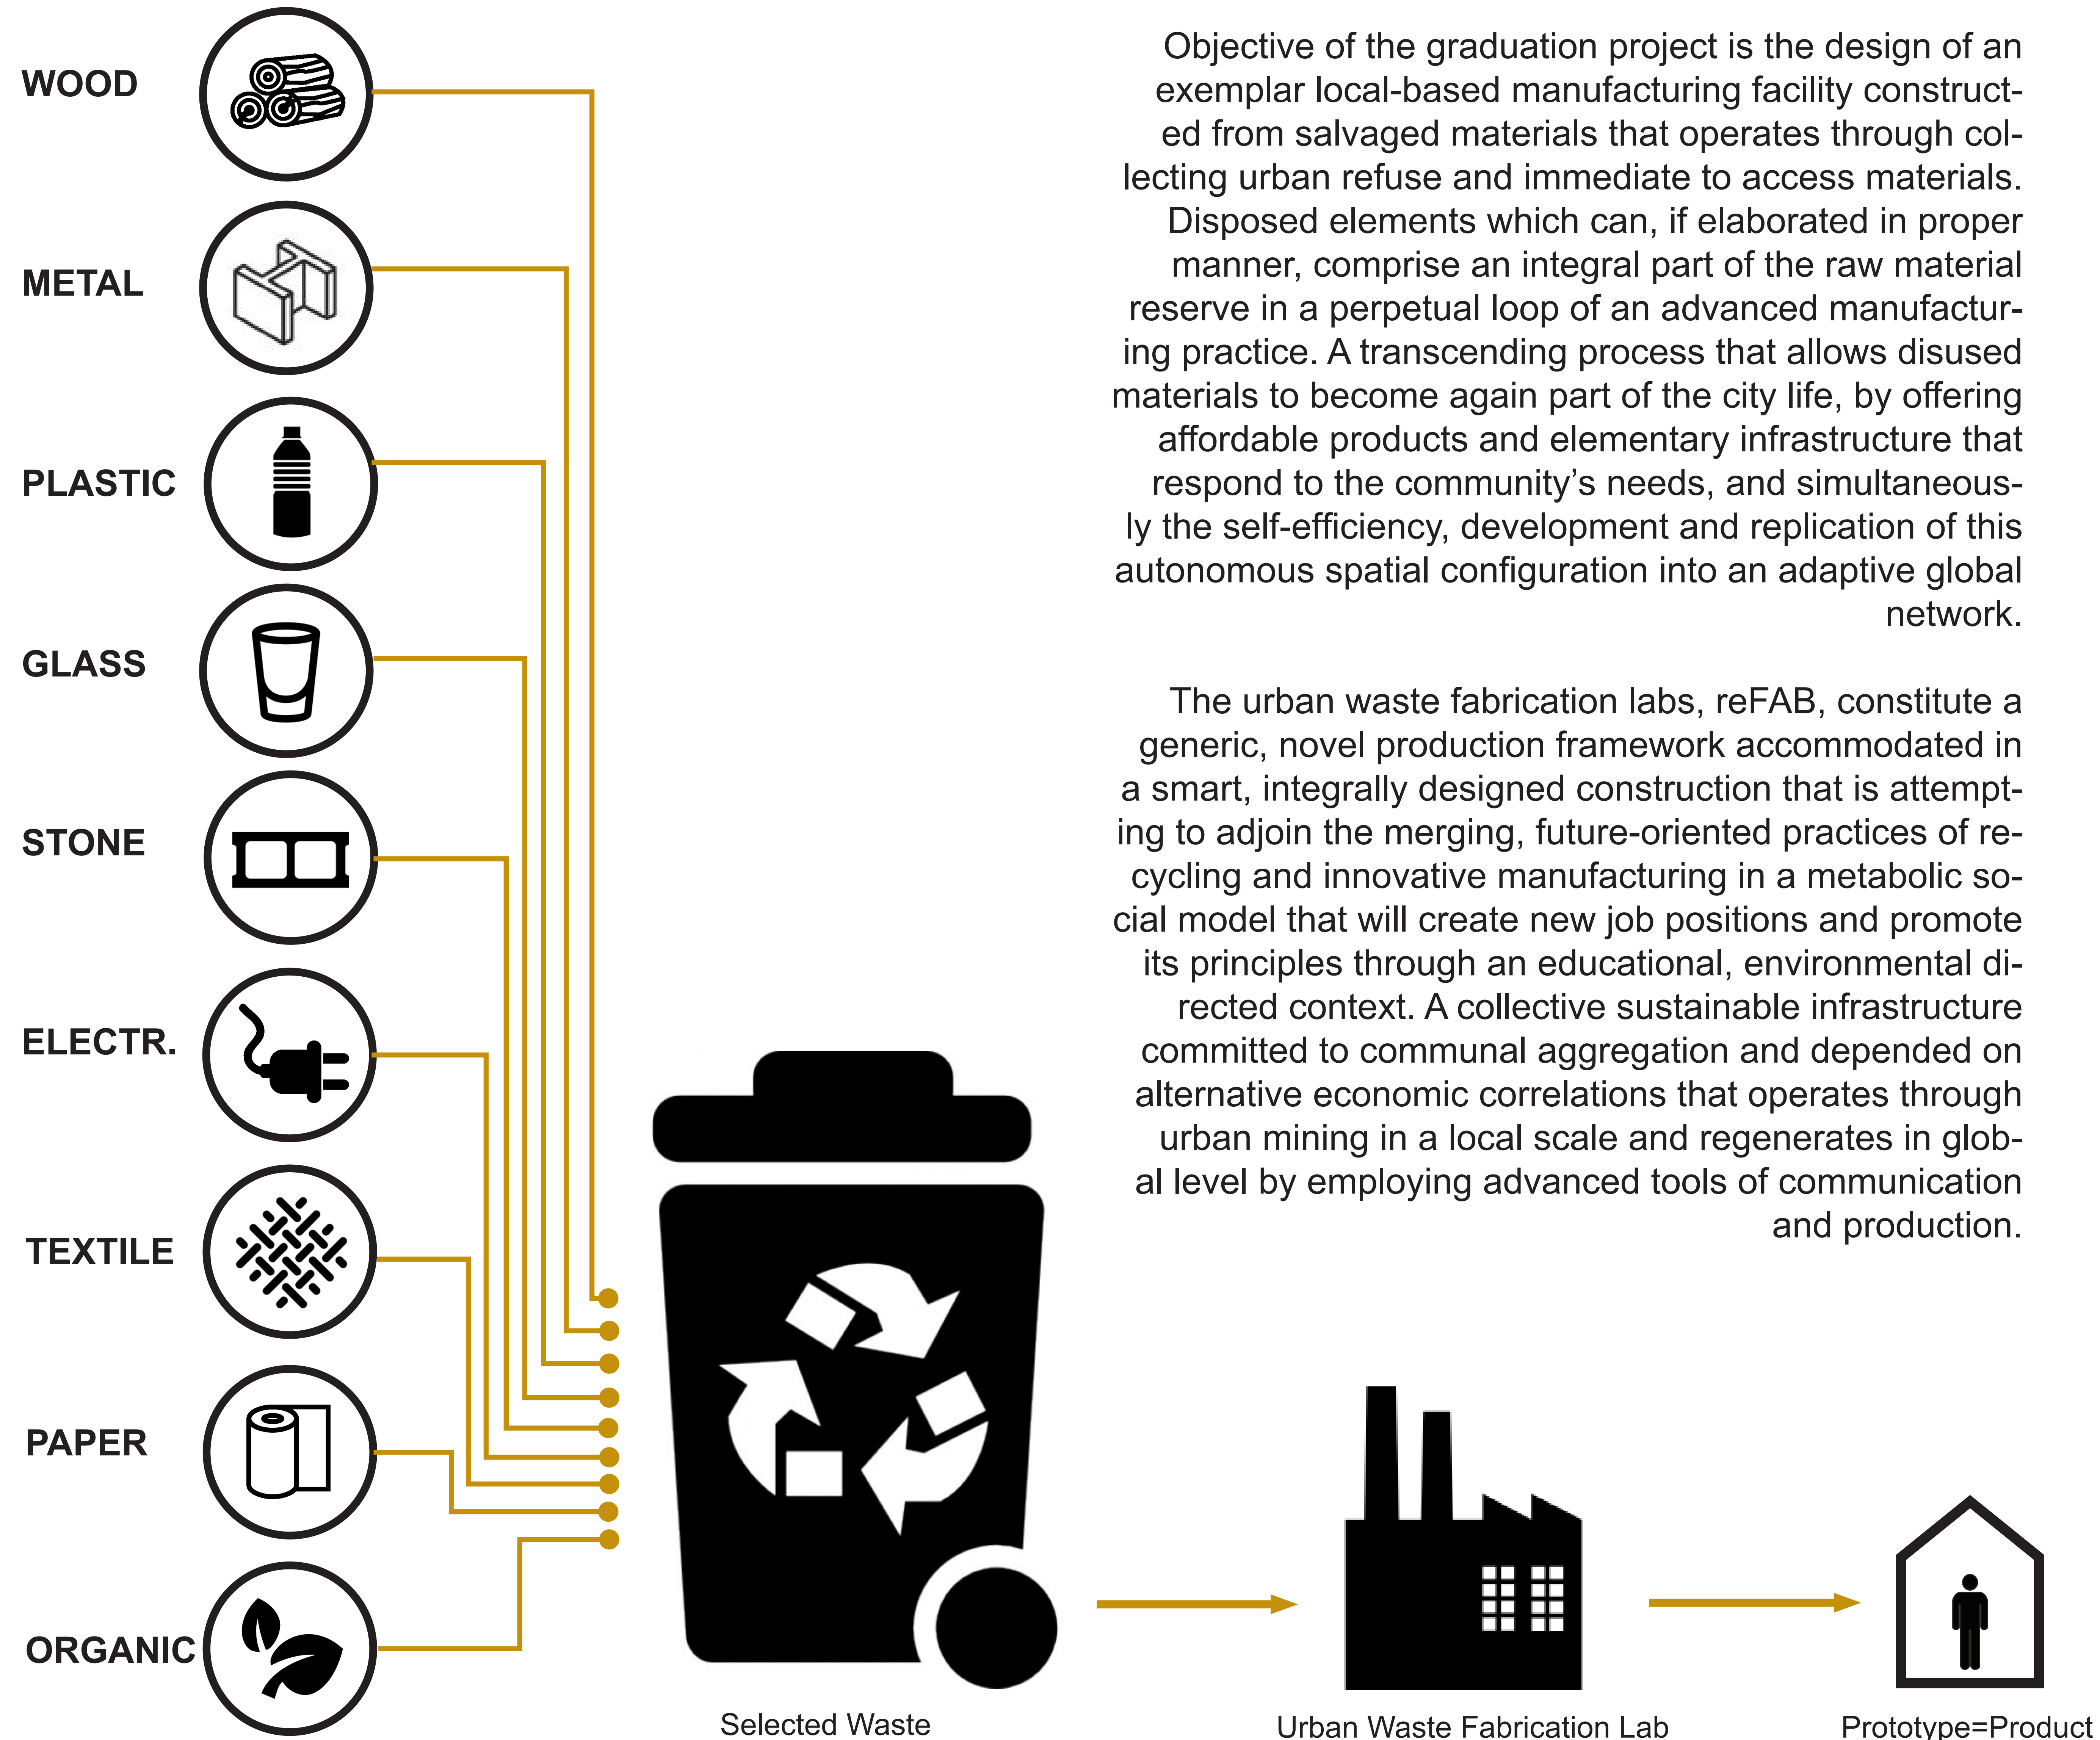 WOOD
METAL
PLASTIC
GLASS
STONE
ELECTR.
TEXTILE
PAPER
ORGANIC
Objective of the graduation project is the design of an
exemplar local-based manufacturing facility construct-
ed from salvaged materials that operates through col-
lecting urban refuse and immediate to access materials.
Disposed elements which can, if elaborated in proper
manner, comprise an integral part of the raw material
reserve in a perpetual loop of an advanced manufactur-
ing practice. A transcending process that allows disused
materials to become again part of the city life, by offering
affordable products and elementary infrastructure that
respond to the community’s needs, and simultaneous-
ly the self-efficiency, development and replication of this
autonomous spatial configuration into an adaptive global
network.
The urban waste fabrication labs, reFAB, constitute a
generic, novel production framework accommodated in
a smart, integrally designed construction that is attempt-
ing to adjoin the merging, future-oriented practices of re-
cycling and innovative manufacturing in a metabolic so-
cial model that will create new job positions and promote
its principles through an educational, environmental di-
rected context. A collective sustainable infrastructure
committed to communal aggregation and depended on
alternative economic correlations that operates through
urban mining in a local scale and regenerates in glob-
al level by employing advanced tools of communication
and production.
Selected Waste
Urban Waste Fabrication Lab
Prototype=Product